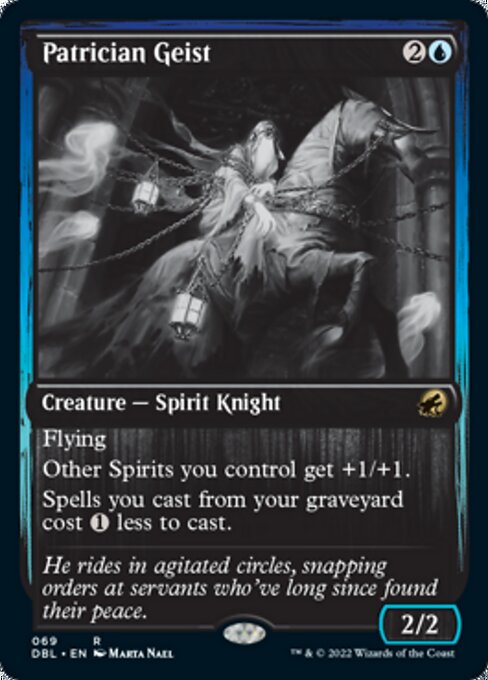 Patrician Geist 2
Creature — Spirit Knight
Flying
Other Spirits you control get +1/+1.
Spells you cast from your graveyard
cost 1 less to cast.
He rides in agitated circles, snapping
orders at servants who've long since found
their peace.
2/2
069 R
DBL • EN MARTA NAEL
™ & © 2022 Wizards of the Coast